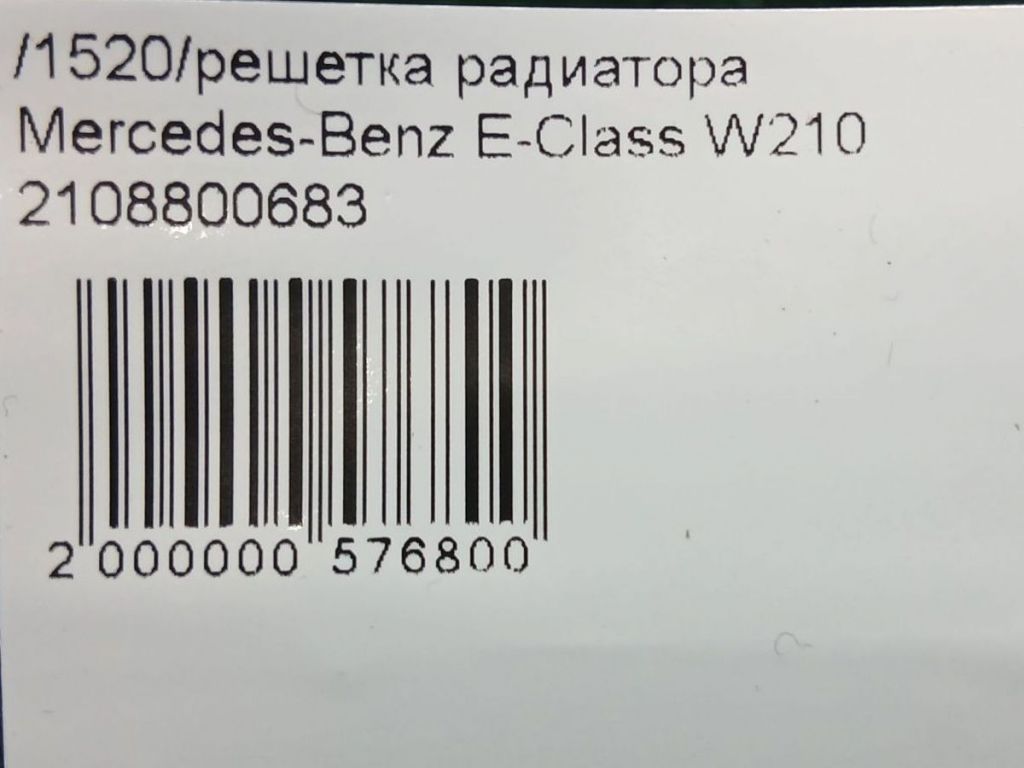 /1520/решетка радиатора
Mercedes-Benz E-Class W210
2108800683
2 000000 576800